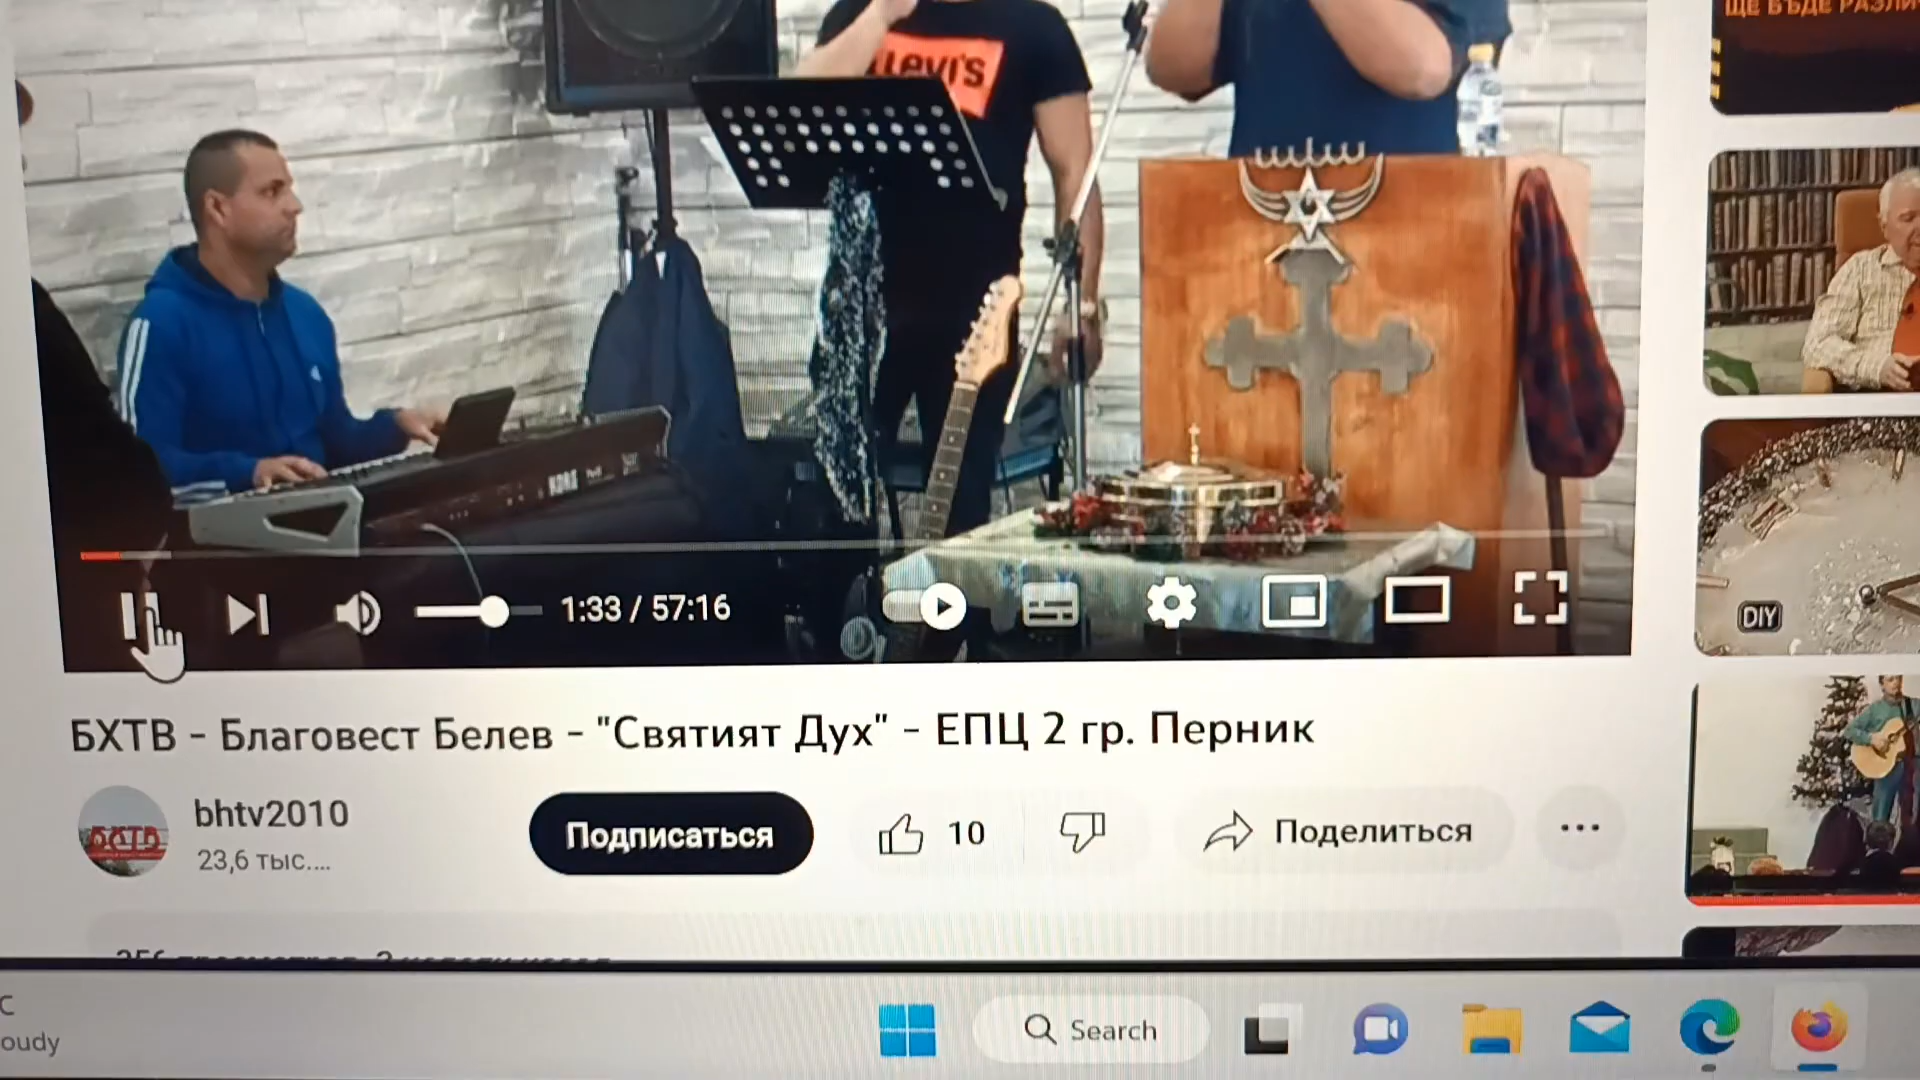 ЩЕ БЪДЕ
Levi's
KORG
1:33 / 57:16
DIY
БХТВ - Благовест Белев - "Святият Дух" - ЕПЦ 2 гр. Перник
bhtv2010
БХТВ
23,6 тыс....
Подписаться
10
Поделиться
C
oudy
Search